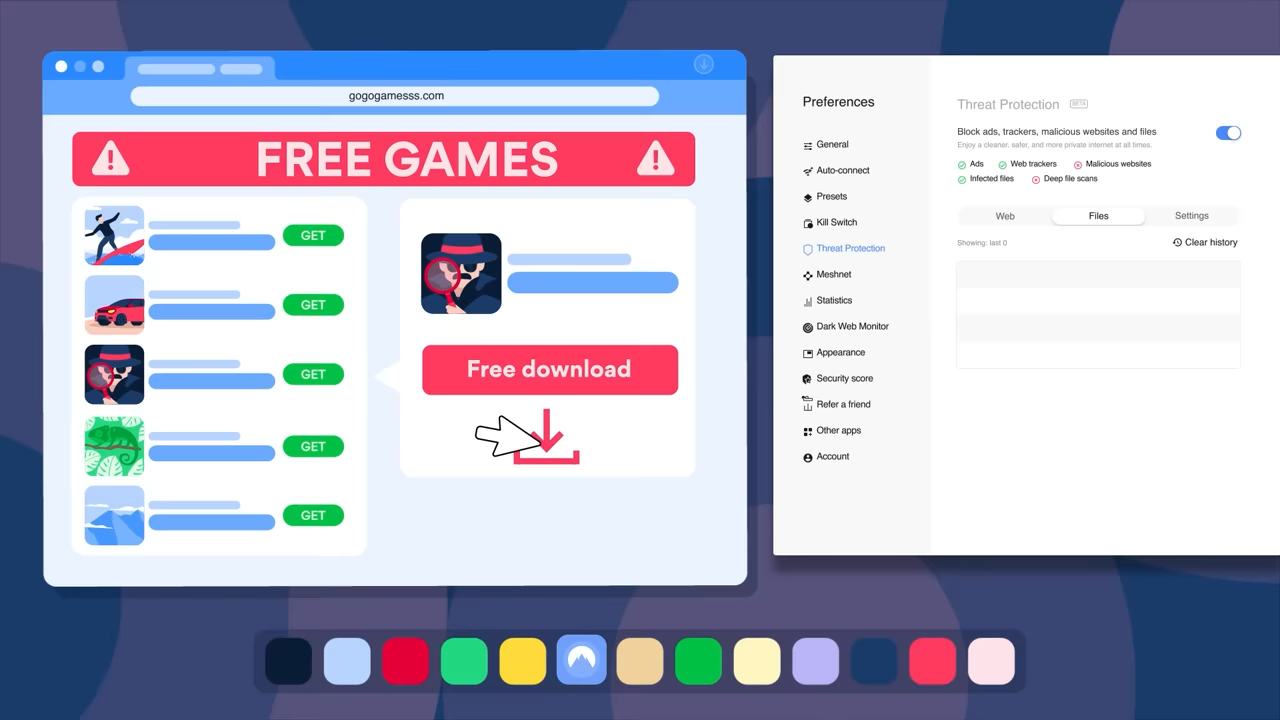 gogogamesss.com
FREE GAMES
GET
GET
GET
GET
GET
Free download
Preferences
General
Auto-connect
Presets
Kill Switch
Threat Protection
Meshnet
Statistics
Dark Web Monitor
Appearance
Security score
Refer a friend
Other apps
Account
Threat Protection BETA
Block ads, trackers, malicious websites and files
Enjoy a cleaner, safer, and more private internet at all times.
Ads Web trackers Malicious websites
Infected files Deep file scans
Web Files Settings
Showing: last 0 Clear history